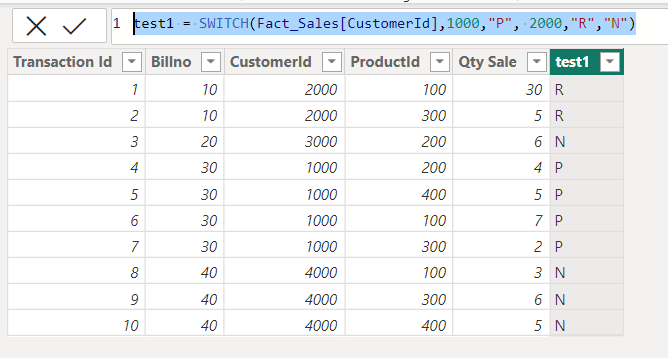 1 test1 = SWITCH(Fact_Sales[CustomerId],1000,"P", 2000,"R","N")
Transaction Id Billno CustomerId ProductId Qty Sale test1
1 10 2000 100 30 R
2 10 2000 300 5 R
3 20 3000 200 6 N
4 30 1000 200 4 P
5 30 1000 400 5 P
6 30 1000 100 7 P
7 30 1000 300 2 P
8 40 4000 100 3 N
9 40 4000 300 6 N
10 40 4000 400 5 N